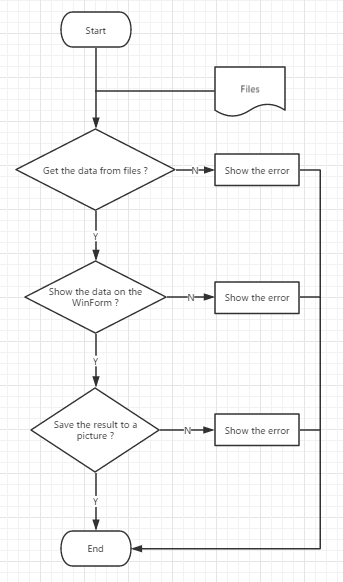 Start
Files
Get the data from files ?
N
Show the error
Y
Show the data on the
WinForm ?
N
Show the error
Y
Save the result to a
picture ?
N
Show the error
Y
End